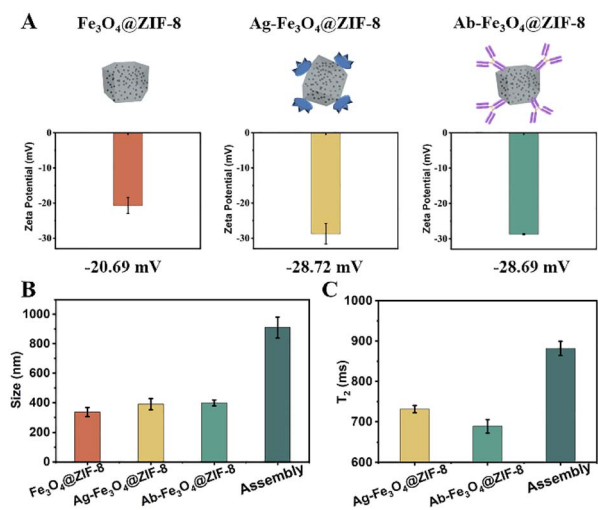 A
Fe₃O₄@ZIF-8
Ag-Fe₃O₄@ZIF-8
Ab-Fe₃O₄@ZIF-8
Zeta Potential (mV)
0
-10
-20
-30
-20.69 mV
Zeta Potential (mV)
0
-10
-20
-30
-28.72 mV
Zeta Potential (mV)
0
-10
-20
-30
-28.69 mV
B
Size (nm)
1000
800
600
400
200
0
Fe₃O₄@ZIF-8
Ag-Fe₃O₄@ZIF-8
Ab-Fe₃O₄@ZIF-8
Assembly
C
T₂ (ms)
1000
900
800
700
600
Ag-Fe₃O₄@ZIF-8
Ab-Fe₃O₄@ZIF-8
Assembly